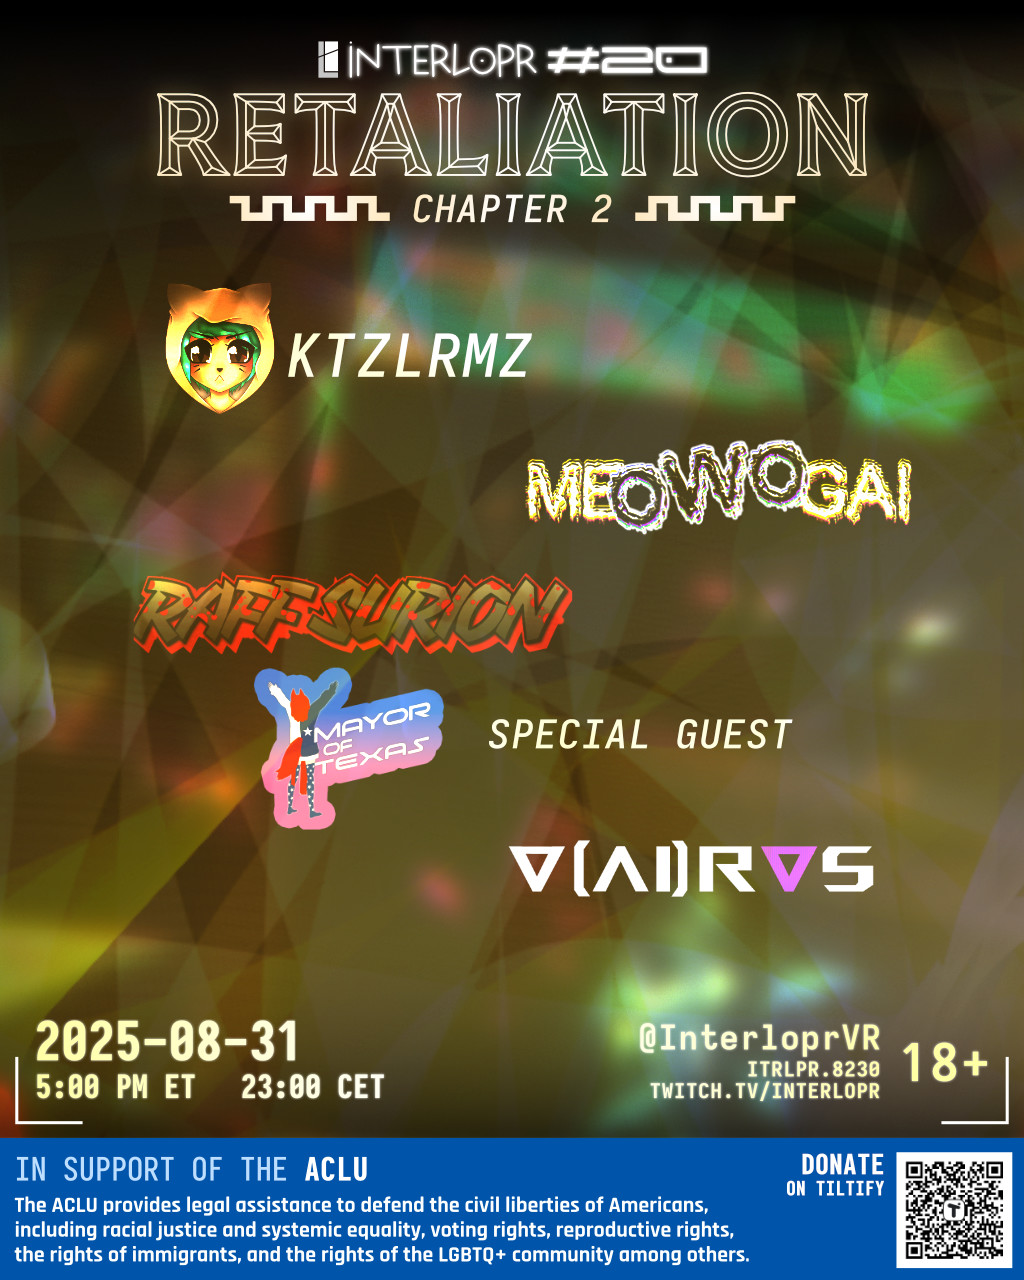 INTERLOPR #20
RETALIATION
CHAPTER 2
KTZLRMZ
MEOWOGAI
RAFF SURION
MAYOR
OF
TEXAS
SPECIAL GUEST
V(AI)RVS
2025-08-31
5:00 PM ET 23:00 CET
@InterloprVR
ITRLPR.8230
TWITCH.TV/INTERLOPR
18+
IN SUPPORT OF THE ACLU
The ACLU provides legal assistance to defend the civil liberties of Americans,
including racial justice and systemic equality, voting rights, reproductive rights,
the rights of immigrants, and the rights of the LGBTQ+ community among others.
DONATE
ON TILTIFY
T